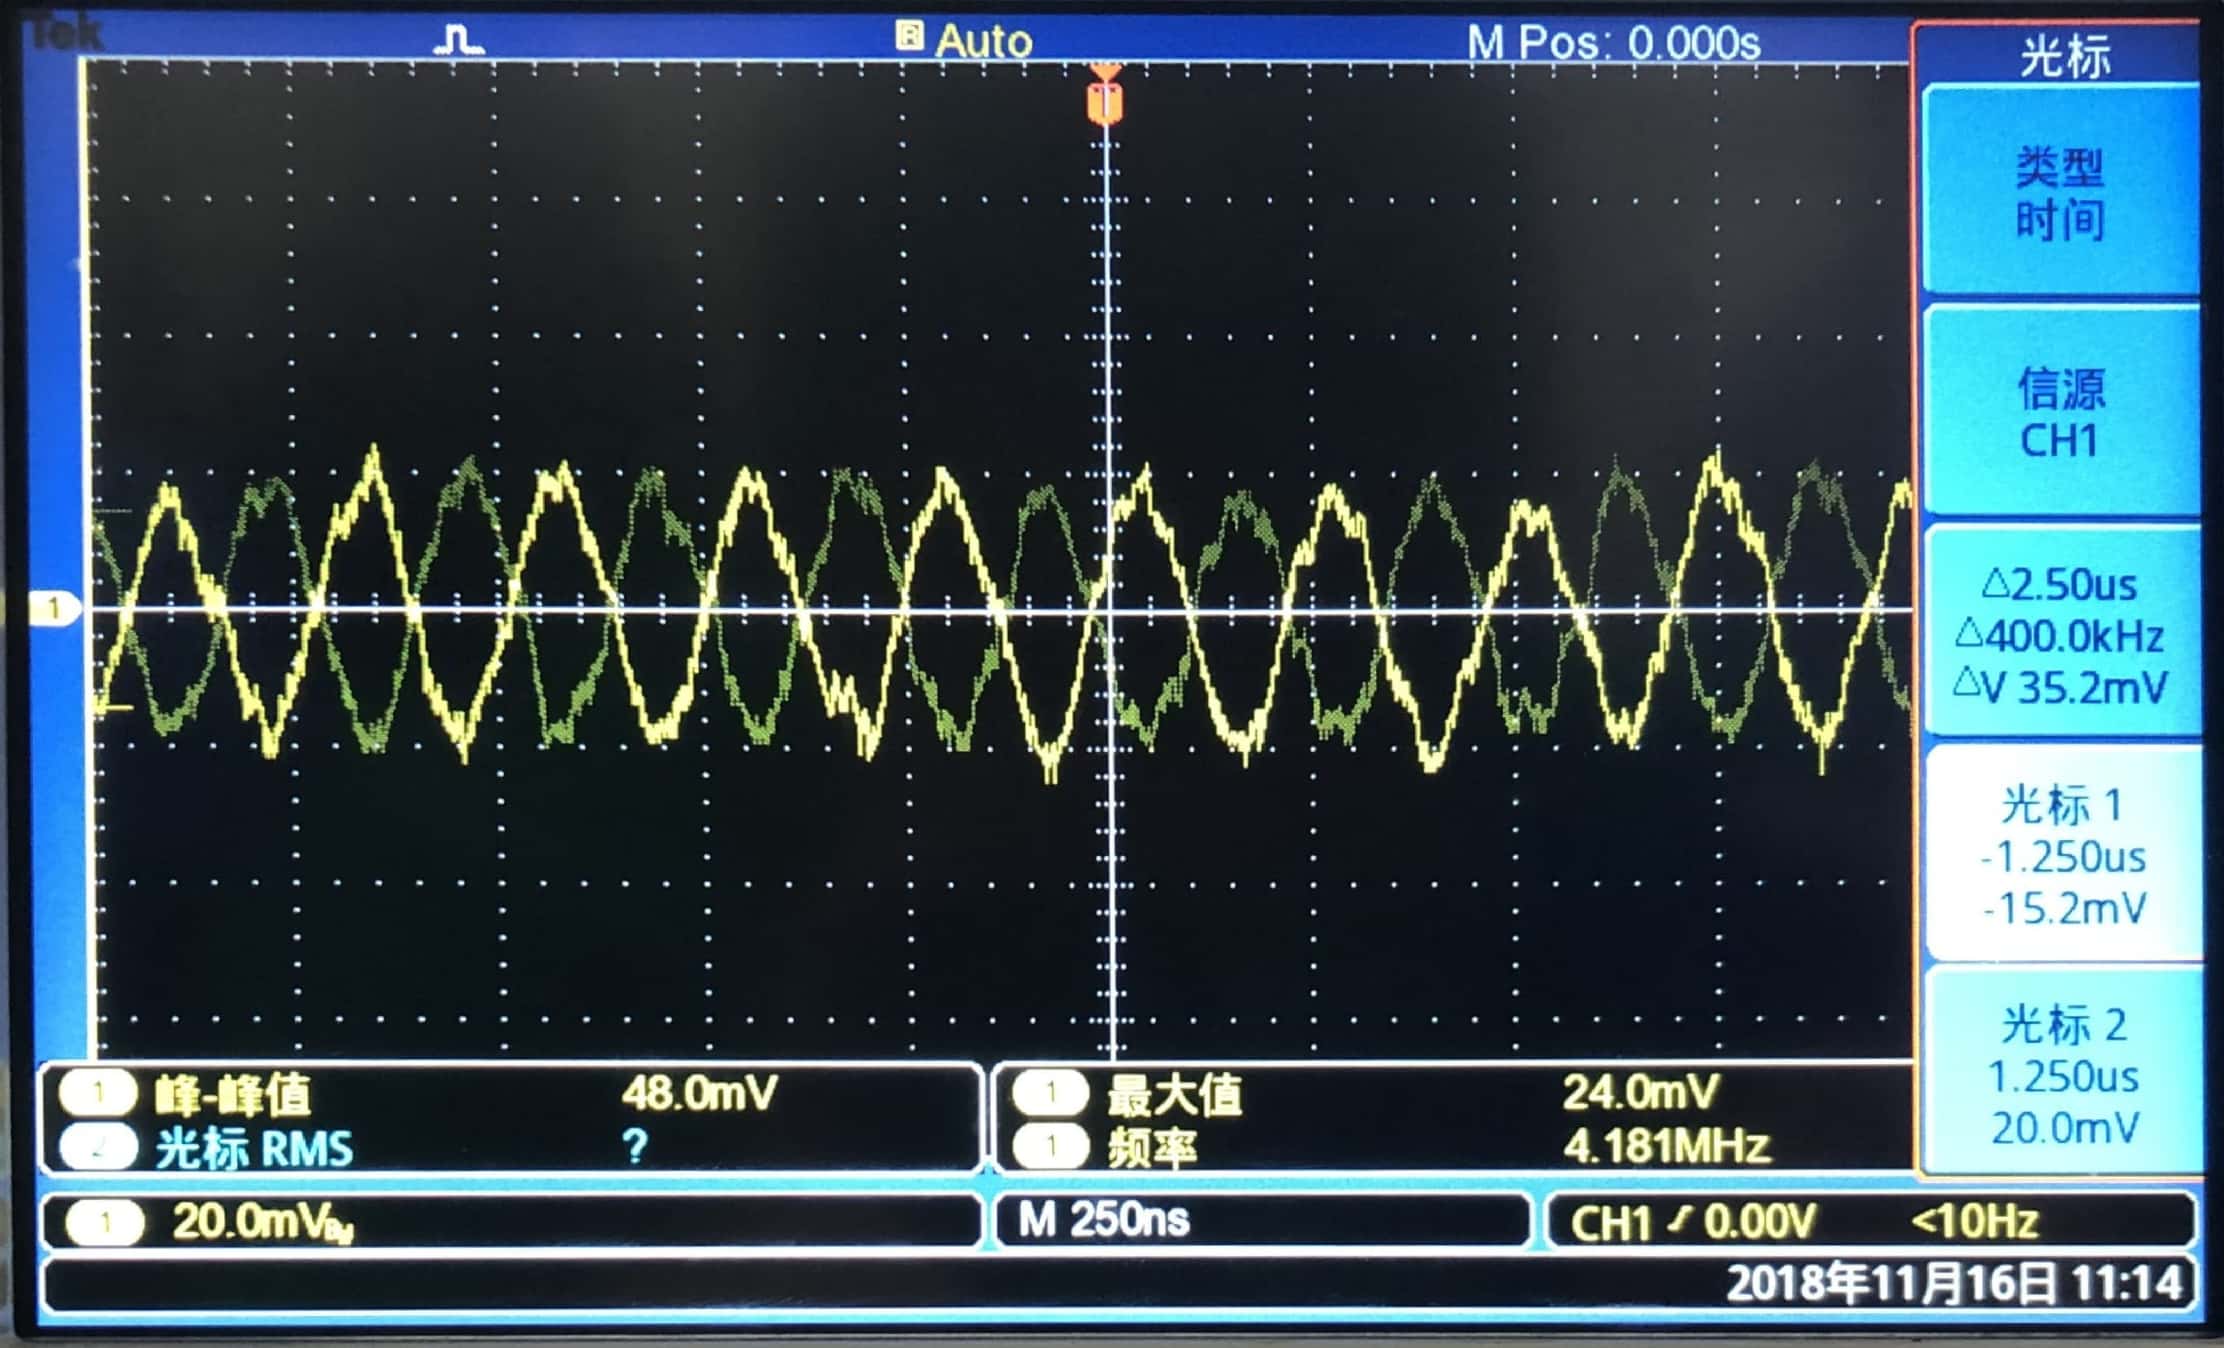 Tek
R Auto
M Pos: 0.000s
T
1
光标
类型
时间
信源
CH1
△2.50us
△400.0kHz
△V 35.2mV
光标 1
-1.250us
-15.2mV
光标 2
1.250us
20.0mV
1 峰-峰值 48.0mV
2 光标 RMS ?
1 最大值 24.0mV
1 频率 4.181MHz
1 20.0mV
M 250ns
CH1 0.00V <10Hz
2018年11月16日 11:14